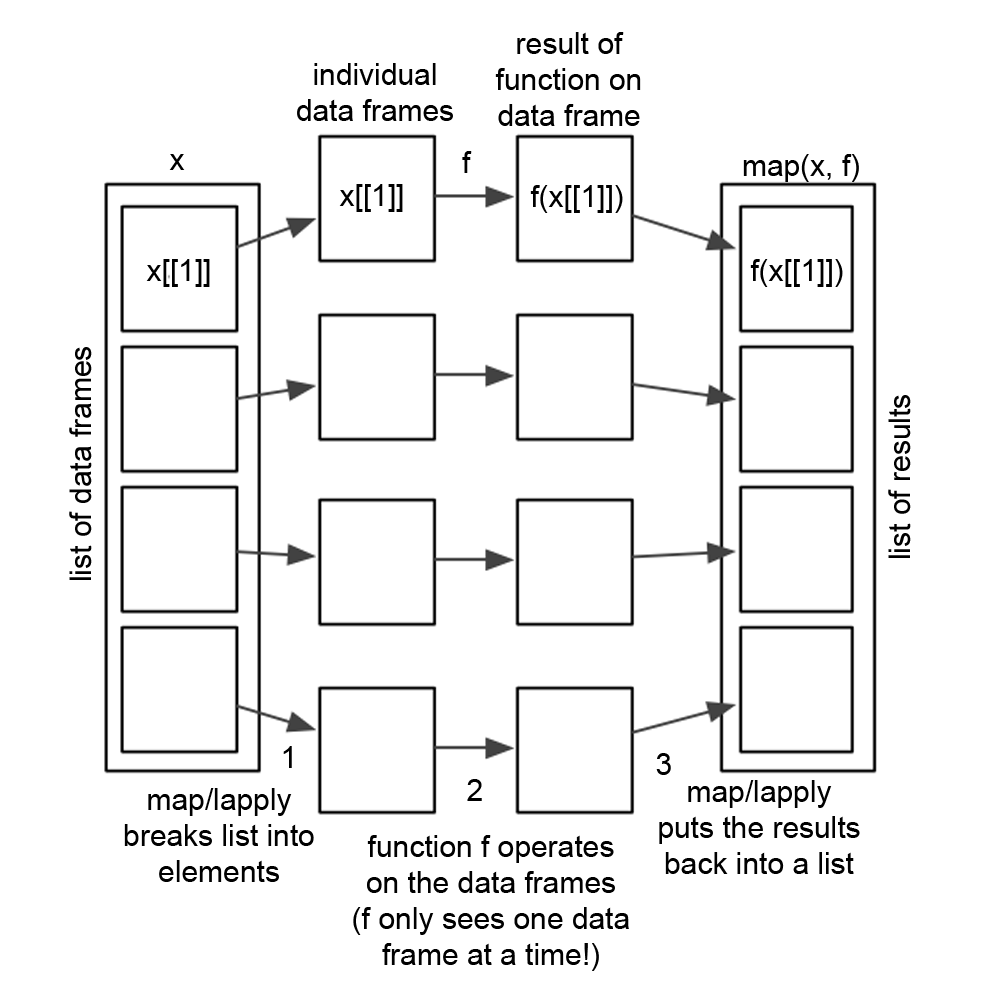 individual
data frames
result of
function on
data frame
x
f
map(x, f)
x[[1]]
x[[1]]
f(x[[1]])
f(x[[1]])
list of data frames
list of results
1
2
3
map/lapply
breaks list into
elements
function f operates
on the data frames
(f only sees one data
frame at a time!)
map/lapply
puts the results
back into a list